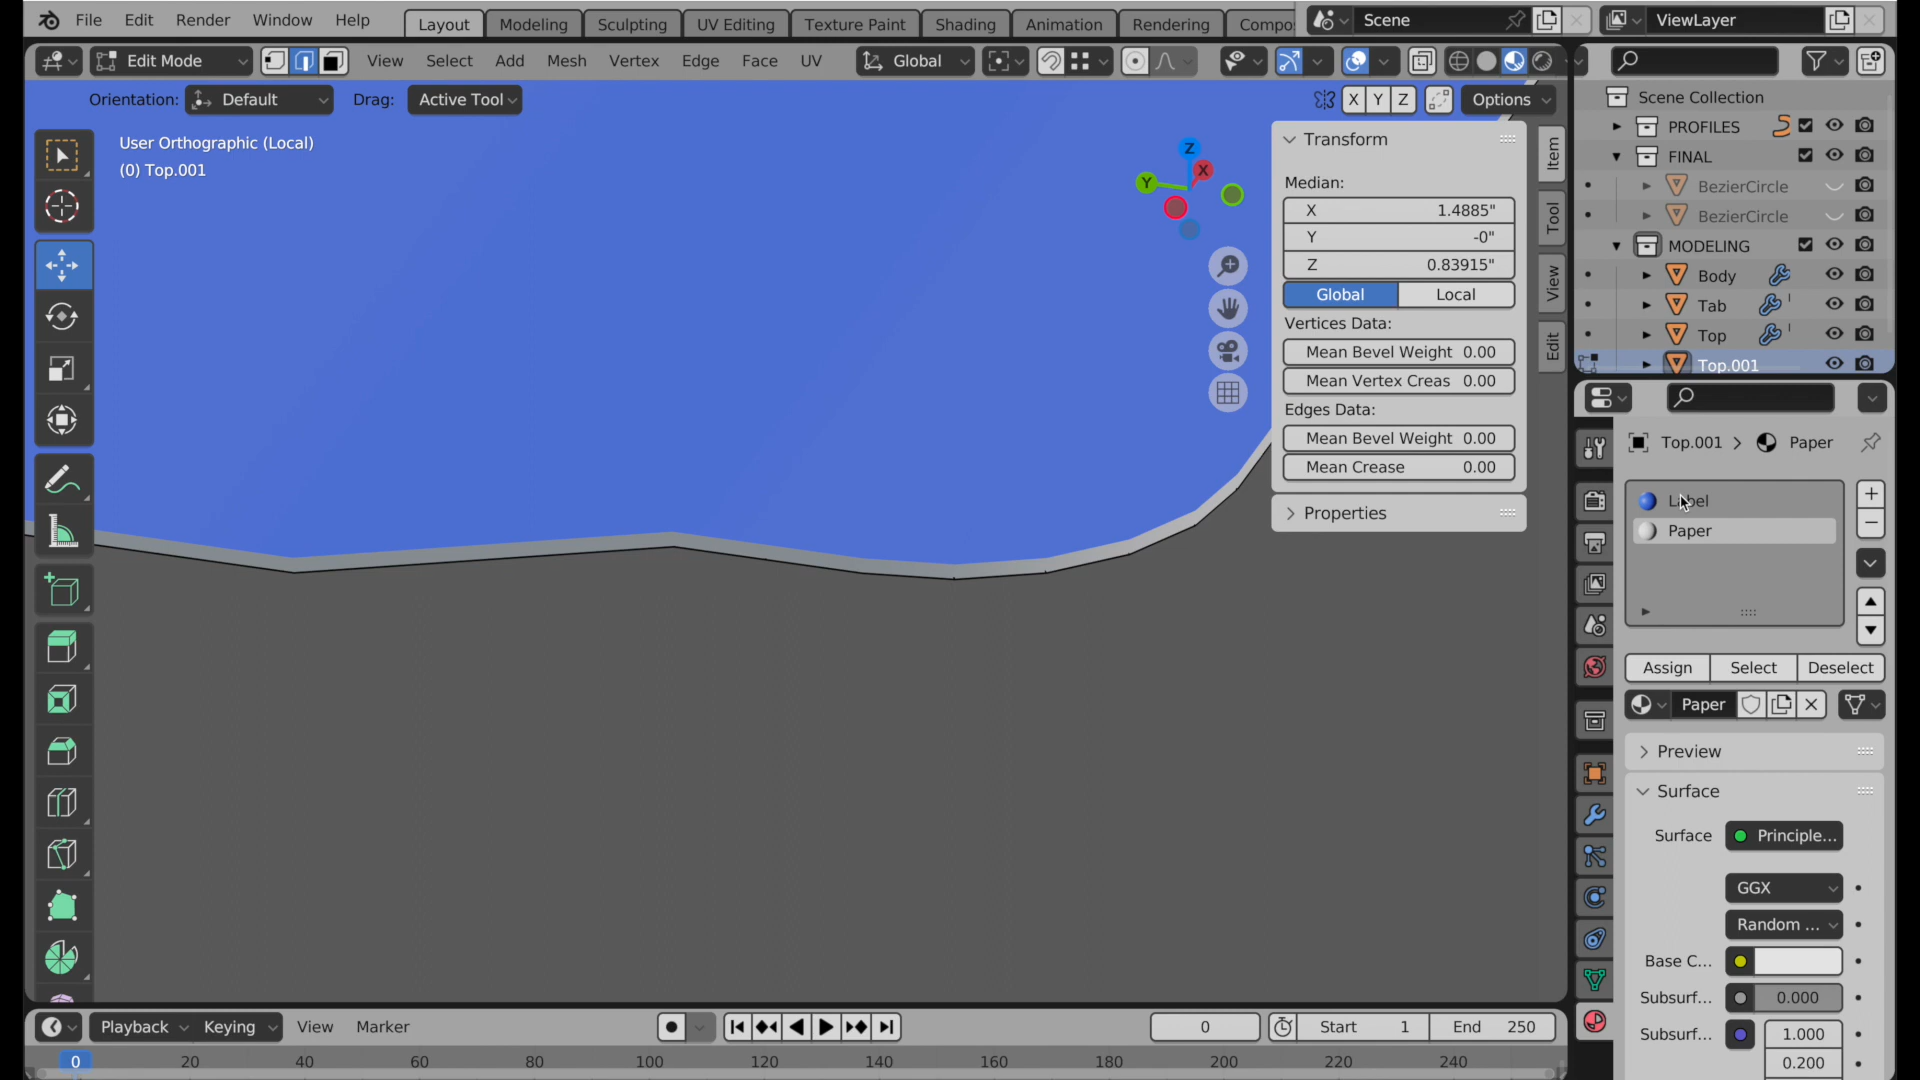 File Edit Render Window Help Layout Modeling Sculpting UV Editing Texture Paint Shading Animation Rendering Compo Scene ViewLayer
Edit Mode View Select Add Mesh Vertex Edge Face UV Global
Orientation: Default Drag: Active Tool X Y Z Options
User Orthographic (Local)
(0) Top.001
Z
X
Y
Transform
Median:
X 1.4885"
Y -0"
Z 0.83915"
Global Local
Vertices Data:
Mean Bevel Weight 0.00
Mean Vertex Creas 0.00
Edges Data:
Mean Bevel Weight 0.00
Mean Crease 0.00
Properties
Item
Tool
View
Edit
Scene Collection
PROFILES
FINAL
BezierCircle
BezierCircle
MODELING
Body
Tab
Top
Top.001
Top.001 > Paper
Label
Paper
Assign Select Deselect
Paper
Preview
Surface
Surface Principle...
GGX
Random ...
Base C...
Subsurf... 0.000
Subsurf... 1.000
0.200
Playback Keying View Marker 0 Start 1 End 250
0 20 40 60 80 100 120 140 160 180 200 220 240